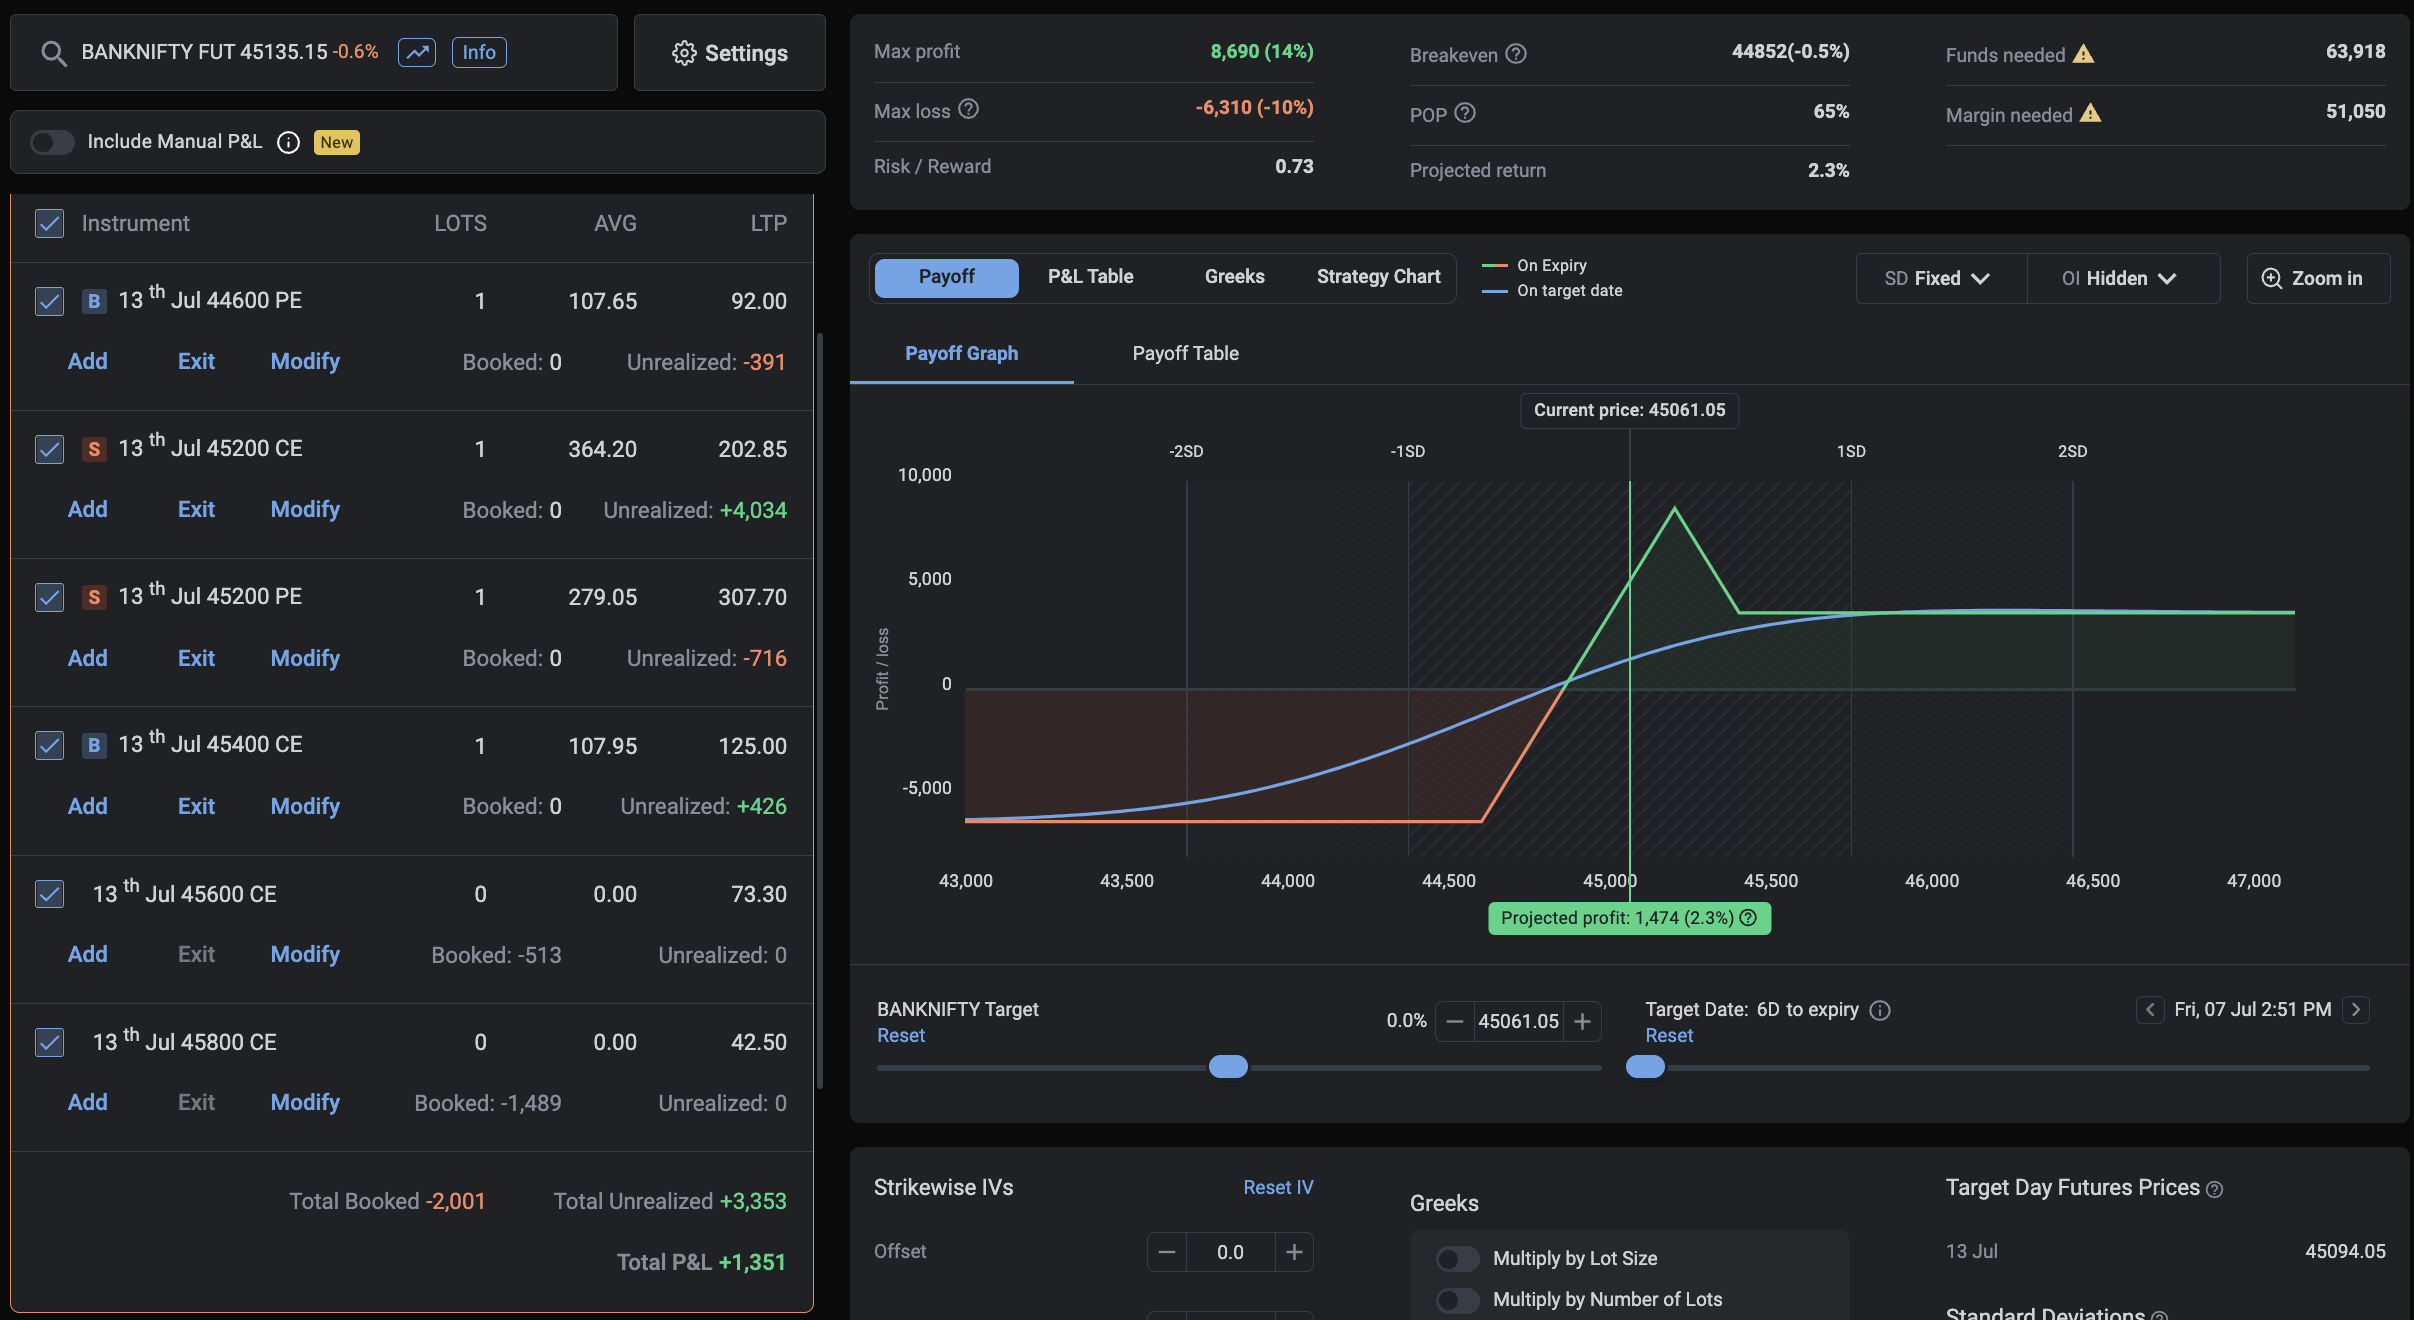 BANKNIFTY FUT 45135.15 -0.6% Info
Settings
Include Manual P&L New
Instrument LOTS AVG LTP
B 13 th Jul 44600 PE 1 107.65 92.00
Add Exit Modify Booked: 0 Unrealized: -391
S 13 th Jul 45200 CE 1 364.20 202.85
Add Exit Modify Booked: 0 Unrealized: +4,034
S 13 th Jul 45200 PE 1 279.05 307.70
Add Exit Modify Booked: 0 Unrealized: -716
B 13 th Jul 45400 CE 1 107.95 125.00
Add Exit Modify Booked: 0 Unrealized: +426
13 th Jul 45600 CE 0 0.00 73.30
Add Exit Modify Booked: -513 Unrealized: 0
13 th Jul 45800 CE 0 0.00 42.50
Add Exit Modify Booked: -1,489 Unrealized: 0
Total Booked -2,001 Total Unrealized +3,353
Total P&L +1,351
Max profit 8,690 (14%)
Max loss ? -6,310 (-10%)
Risk / Reward 0.73
Breakeven ? 44852(-0.5%)
POP ? 65%
Projected return 2.3%
Funds needed 63,918
Margin needed 51,050
Payoff P&L Table Greeks Strategy Chart
On Expiry
On target date
SD Fixed OI Hidden Zoom in
Payoff Graph Payoff Table
Current price: 45061.05
-2SD -1SD 1SD 2SD
10,000
5,000
0
-5,000
Profit / loss
43,000 43,500 44,000 44,500 45,000 45,500 46,000 46,500 47,000
Projected profit: 1,474 (2.3%) ?
BANKNIFTY Target
Reset
0.0% − 45061.05 +
Target Date: 6D to expiry
Reset
< Fri, 07 Jul 2:51 PM >
Strikewise IVs Reset IV
Offset − 0.0 +
Greeks
Multiply by Lot Size
Multiply by Number of Lots
Target Day Futures Prices ?
13 Jul 45094.05
Standard Deviations ?